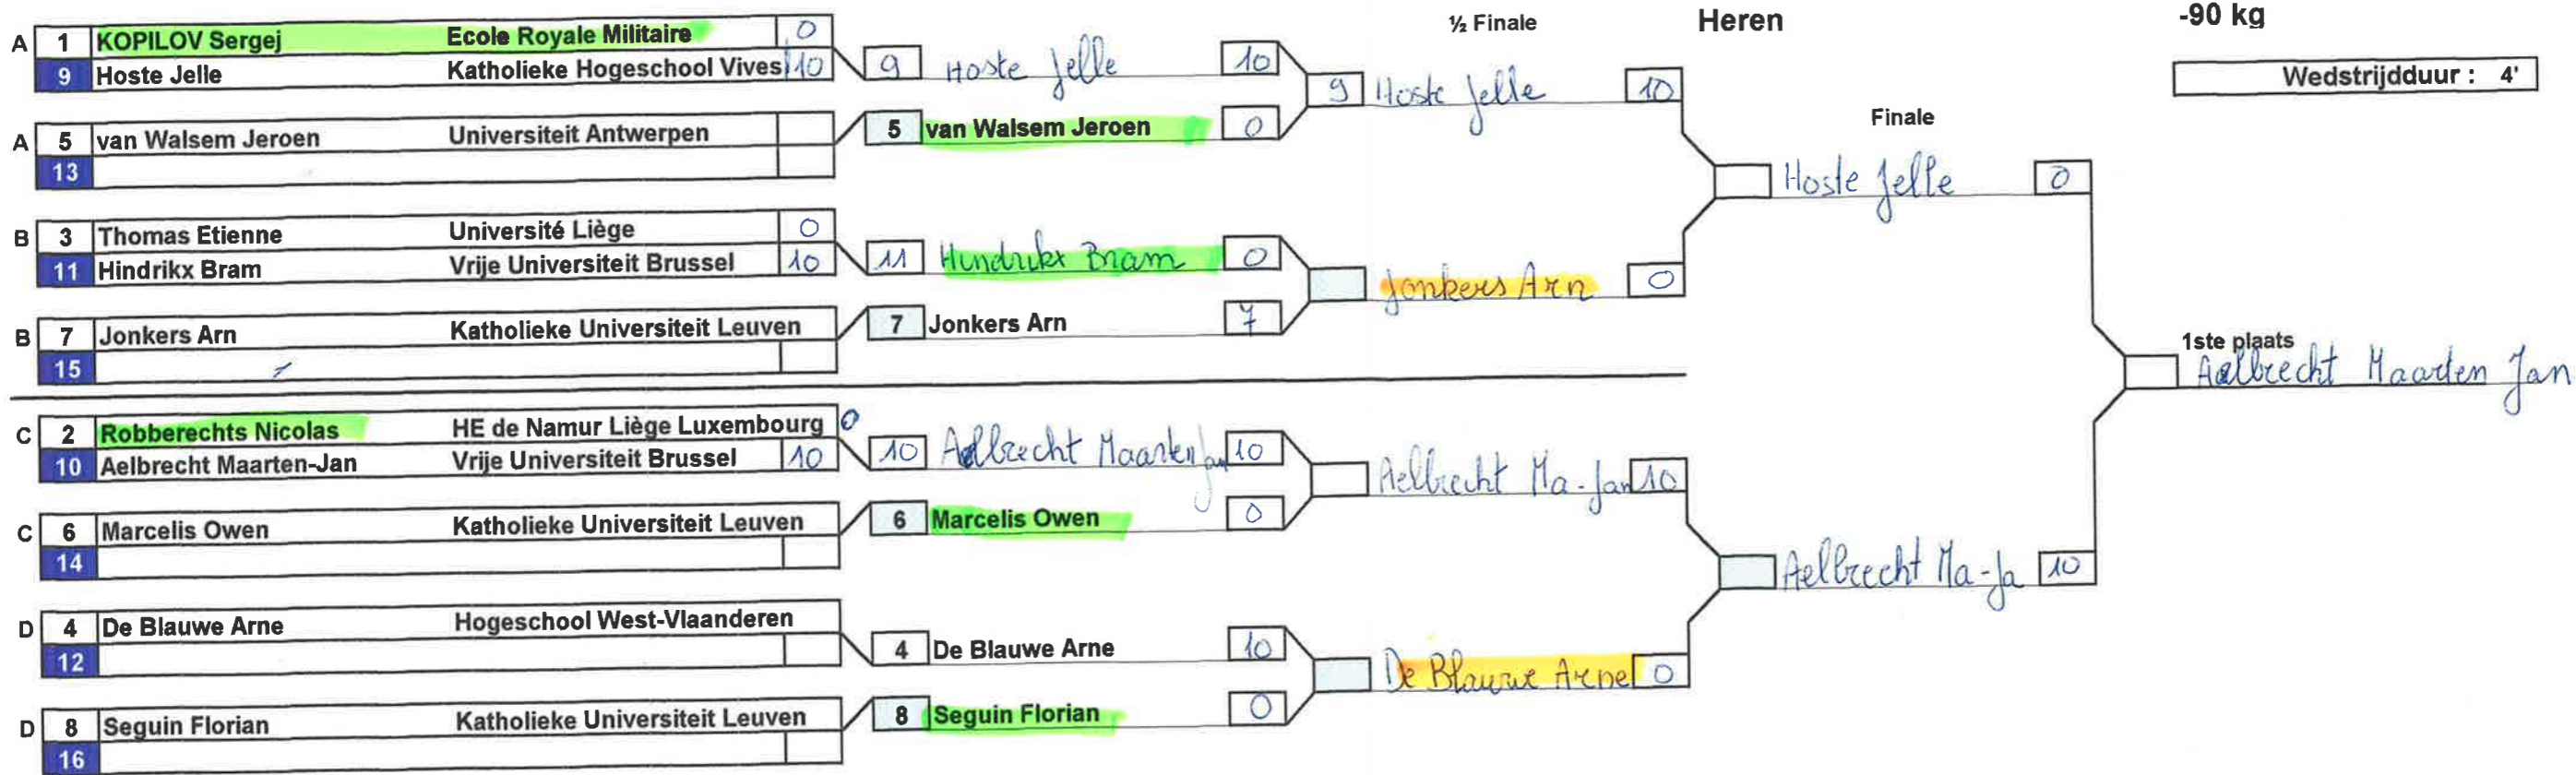 ½ Finale Heren -90 kg
Wedstrijdduur : 4'
A 1 KOPILOV Sergej Ecole Royale Militaire 0
9 Hoste Jelle Katholieke Hogeschool Vives 10
9 Hoste Jelle 10
9 Hoste Jelle 10
A 5 van Walsem Jeroen Universiteit Antwerpen
13
5 van Walsem Jeroen 0
Finale
Hoste Jelle 0
B 3 Thomas Etienne Université Liège 0
11 Hindrikx Bram Vrije Universiteit Brussel 10
11 Hindrikx Bram 0
Jonkers Arn 0
B 7 Jonkers Arn Katholieke Universiteit Leuven
15
7 Jonkers Arn 7
1ste plaats
Aelbrecht Maarten Jan
C 2 Robberechts Nicolas HE de Namur Liège Luxembourg 0
10 Aelbrecht Maarten-Jan Vrije Universiteit Brussel 10
10 Aelbrecht Maarten Jan 10
Aelbrecht Ma-Jan 10
C 6 Marcelis Owen Katholieke Universiteit Leuven
14
6 Marcelis Owen 0
Aelbrecht Ma-Ja 10
D 4 De Blauwe Arne Hogeschool West-Vlaanderen
12
4 De Blauwe Arne 10
De Blauwe Arne 0
D 8 Seguin Florian Katholieke Universiteit Leuven
16
8 Seguin Florian 0